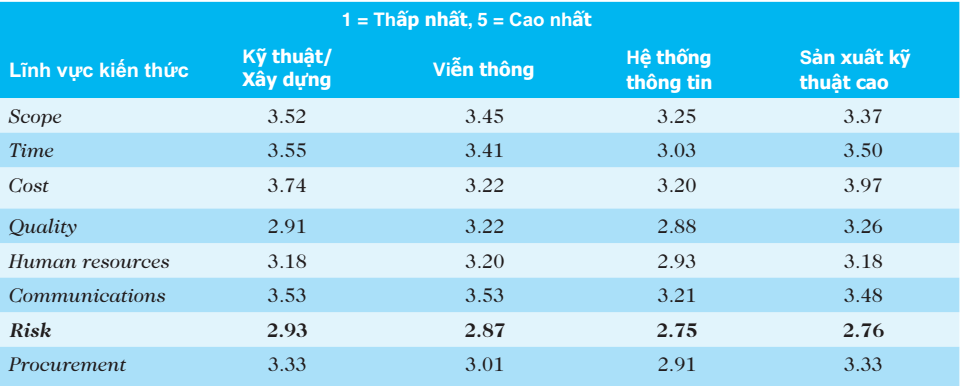 1 = Thấp nhất, 5 = Cao nhất
Lĩnh vực kiến thức Kỹ thuật/ Xây dựng Viễn thông Hệ thống thông tin Sản xuất kỹ thuật cao
Scope 3.52 3.45 3.25 3.37
Time 3.55 3.41 3.03 3.50
Cost 3.74 3.22 3.20 3.97
Quality 2.91 3.22 2.88 3.26
Human resources 3.18 3.20 2.93 3.18
Communications 3.53 3.53 3.21 3.48
Risk 2.93 2.87 2.75 2.76
Procurement 3.33 3.01 2.91 3.33